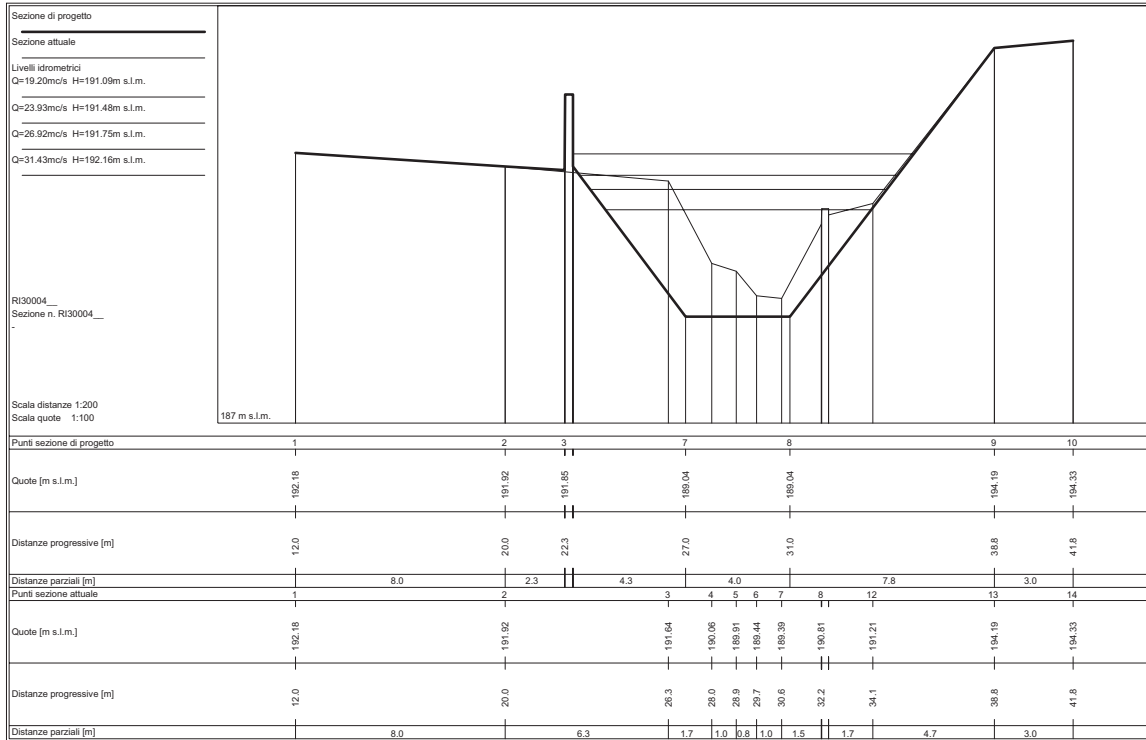 Sezione di progetto
Sezione attuale
Livelli idrometrici
Q=19.20mc/s H=191.09m s.l.m.
Q=23.93mc/s H=191.48m s.l.m.
Q=26.92mc/s H=191.75m s.l.m.
Q=31.43mc/s H=192.16m s.l.m.
RI30004__
Sezione n. RI30004__
-
Scala distanze 1:200
Scala quote 1:100
187 m s.l.m.
Punti sezione di progetto 1 2 3 7 8 9 10
Quote [m s.l.m.] 192.18 191.92 191.85 189.04 189.04 194.19 194.33
Distanze progressive [m] 12.0 20.0 22.3 27.0 31.0 38.8 41.8
Distanze parziali [m] 8.0 2.3 4.3 4.0 7.8 3.0
Punti sezione attuale 1 2 3 4 5 6 7 8 12 13 14
Quote [m s.l.m.] 192.18 191.92 191.64 190.06 189.91 189.44 189.39 190.81 191.21 194.19 194.33
Distanze progressive [m] 12.0 20.0 26.3 28.0 28.9 29.7 30.6 32.2 34.1 38.8 41.8
Distanze parziali [m] 8.0 6.3 1.7 1.0 0.8 1.0 1.5 1.7 4.7 3.0